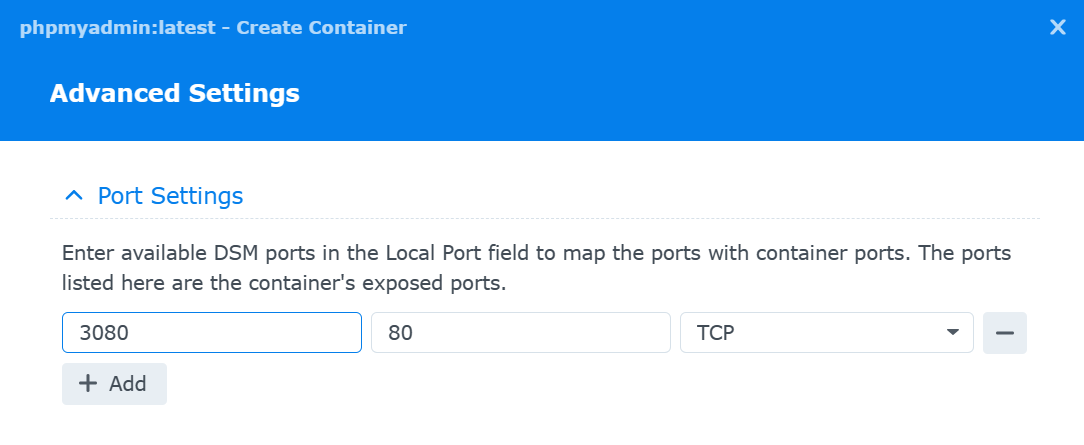 phpmyadmin:latest - Create Container
Advanced Settings
Port Settings
Enter available DSM ports in the Local Port field to map the ports with container ports. The ports
listed here are the container's exposed ports.
3080 80 TCP
Add